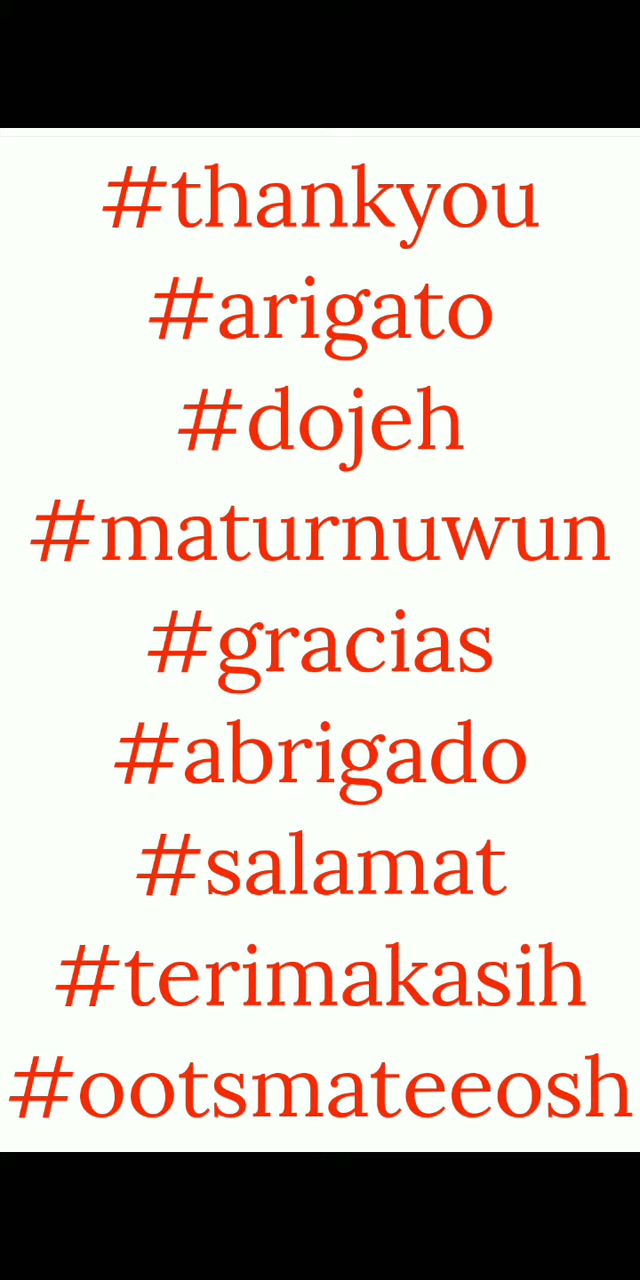 #thankyou
#arigato
#dojeh
#maturnuwun
#gracias
#abrigado
#salamat
#terimakasih
#ootsmateeosh